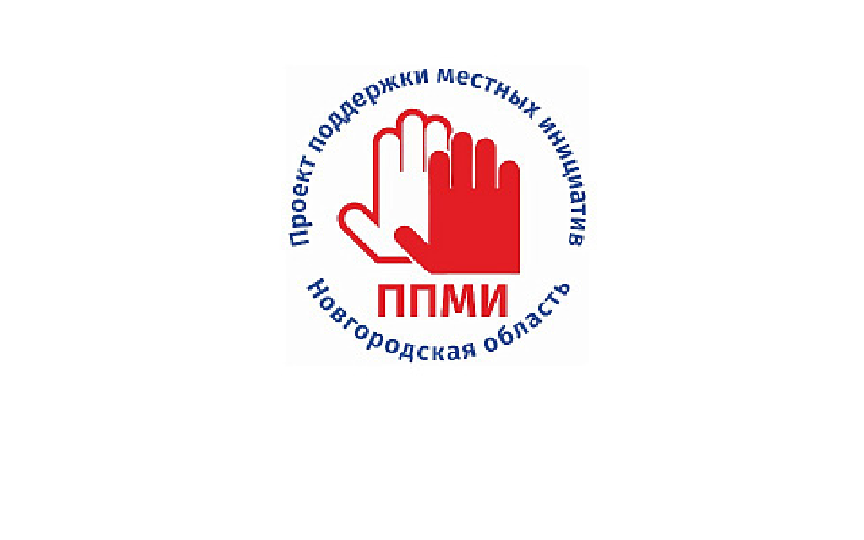 Проект поддержки местных инициатив
ППМИ
Новгородская область